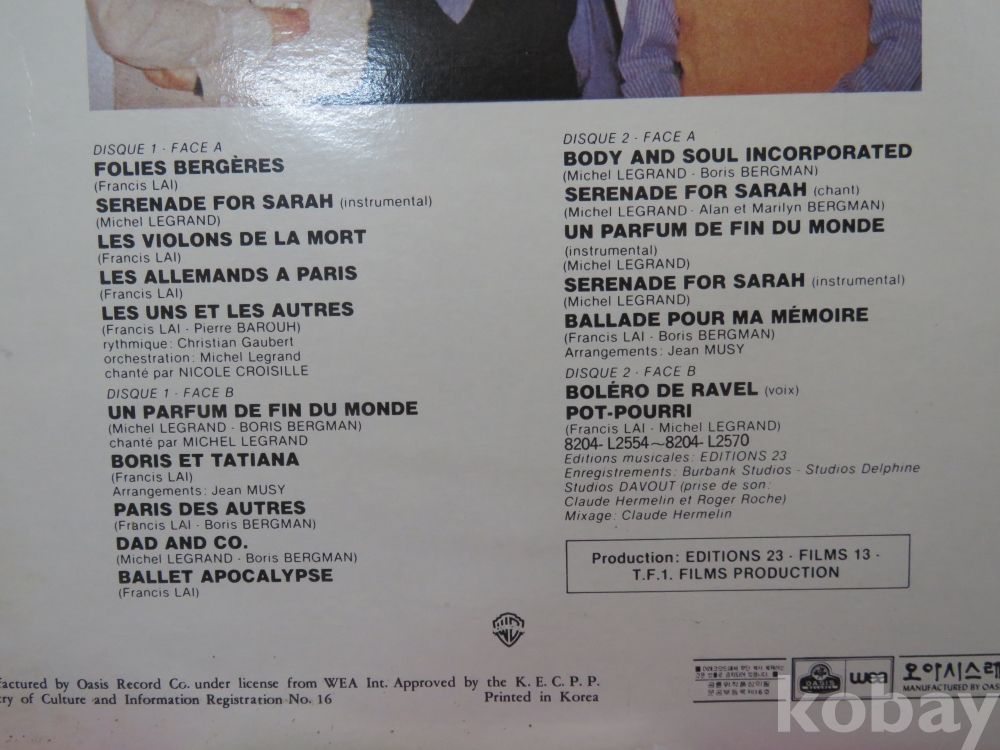 DISQUE 1 - FACE A
FOLIES BERGÈRES
(Francis LAI)
SERENADE FOR SARAH (instrumental)
(Michel LEGRAND)
LES VIOLONS DE LA MORT
(Francis LAI)
LES ALLEMANDS A PARIS
(Francis LAI)
LES UNS ET LES AUTRES
(Francis LAI - Pierre BAROUH)
rythmique: Christian Gaubert
orchestration: Michel Legrand
chanté par NICOLE CROISILLE
DISQUE 1 - FACE B
UN PARFUM DE FIN DU MONDE
(Michel LEGRAND - BORIS BERGMAN)
chanté par MICHEL LEGRAND
BORIS ET TATIANA
(Francis LAI)
Arrangements: Jean MUSY
PARIS DES AUTRES
(Francis LAI - Boris BERGMAN)
DAD AND CO.
(Michel LEGRAND - Boris BERGMAN)
BALLET APOCALYPSE
(Francis LAI)
DISQUE 2 - FACE A
BODY AND SOUL INCORPORATED
(Michel LEGRAND - Boris BERGMAN)
SERENADE FOR SARAH (chant)
(Michel LEGRAND - Alan et Marilyn BERGMAN)
UN PARFUM DE FIN DU MONDE
(instrumental)
(Michel LEGRAND)
SERENADE FOR SARAH (instrumental)
(Michel LEGRAND)
BALLADE POUR MA MÉMOIRE
(Francis LAI - Boris BERGMAN)
Arrangements: Jean MUSY
DISQUE 2 - FACE B
BOLÉRO DE RAVEL (voix)
POT-POURRI
(Francis LAI - Michel LEGRAND)
8204-L2554~8204-L2570
Editions musicales: EDITIONS 23
Enregistrements: Burbank Studios - Studios Delphine
Studios DAVOUT (prise de son:
Claude Hermelin et Roger Roche)
Mixage: Claude Hermelin
Production: EDITIONS 23 - FILMS 13 -
T.F.1. FILMS PRODUCTION
factured by Oasis Record Co. under license from WEA Int. Approved by the K. E. C. P. P.
try of Culture and Information Registration No. 16
Printed in Korea
OASIS
wea
오아시스레
MANUFACTURED BY OAS
kobay